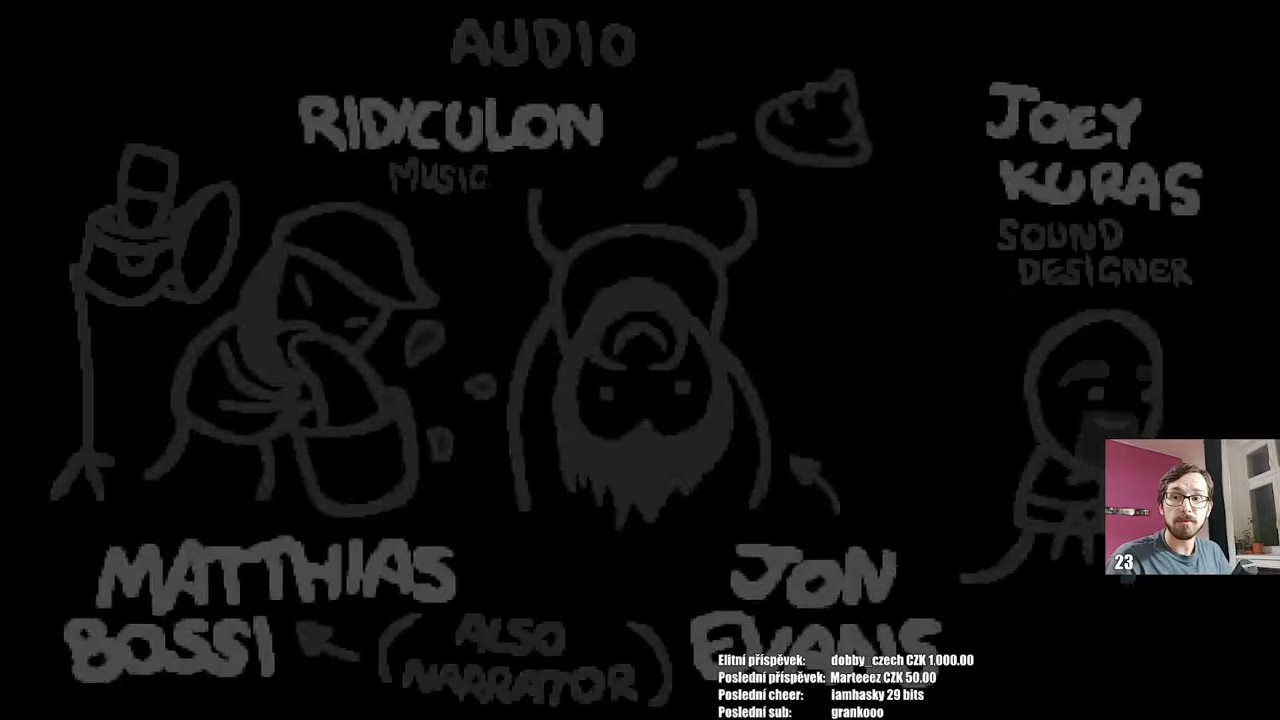 AUDIO
RIDICULON
MUSIC
JOEY
KURAS
SOUND
DESIGNER
MATTHIAS
BOSSI
(ALSO
NARRATOR)
JON
EVANS
23
Elitní příspěvek: dobby_czech CZK 1.000.00
Poslední příspěvek: Marteeez CZK 50.00
Poslední cheer: iamhasky 29 bits
Poslední sub: grankooo